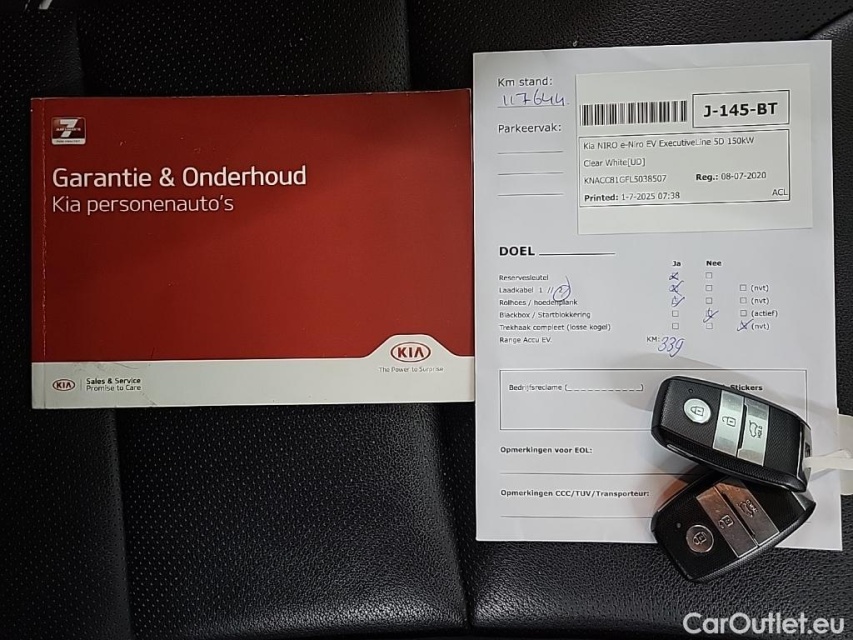 7
Garantie & Onderhoud
Kia personenauto's
KIA
The Power to Surprise
KIA Sales & Service
Promise to Care
Km stand:
117644
Parkeervak:
J-145-BT
Kia NIRO e-Niro EV ExecutiveLine 5D 150kW
Clear White[UD]
KNACC81GFL5038507 Reg.: 08-07-2020
Printed: 1-7-2025 07:38 ACL
DOEL
Ja Nee
Reservesleutel
Laadkabel 1 // 2 (nvt)
Rolhoes / hoedenplank (nvt)
Blackbox / Startblokkering (actief)
Trekhaak compleet (losse kogel) (nvt)
Range Accu EV. KM: 339
Bedrijfsreclame ( ) Stickers
Opmerkingen voor EOL:
Opmerkingen CCC/TUV/Transporteur:
CarOutlet.eu